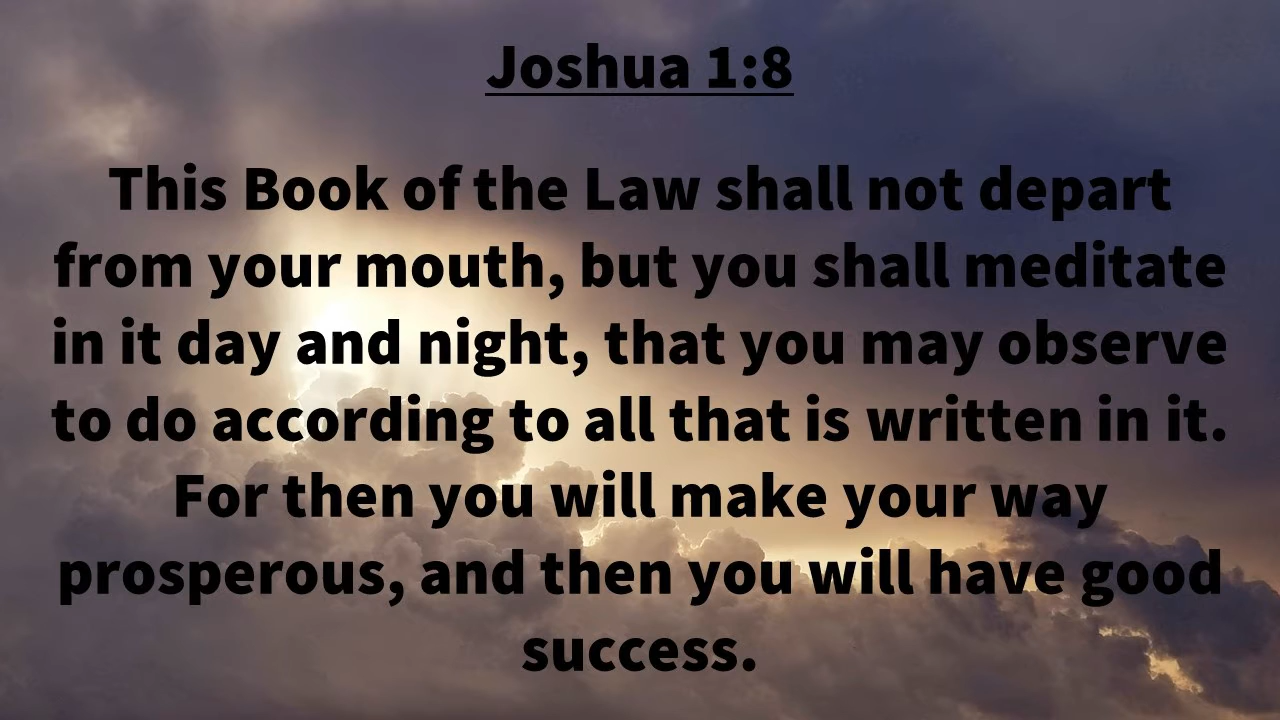 Joshua 1:8
This Book of the Law shall not depart
from your mouth, but you shall meditate
in it day and night, that you may observe
to do according to all that is written in it.
For then you will make your way
prosperous, and then you will have good
success.